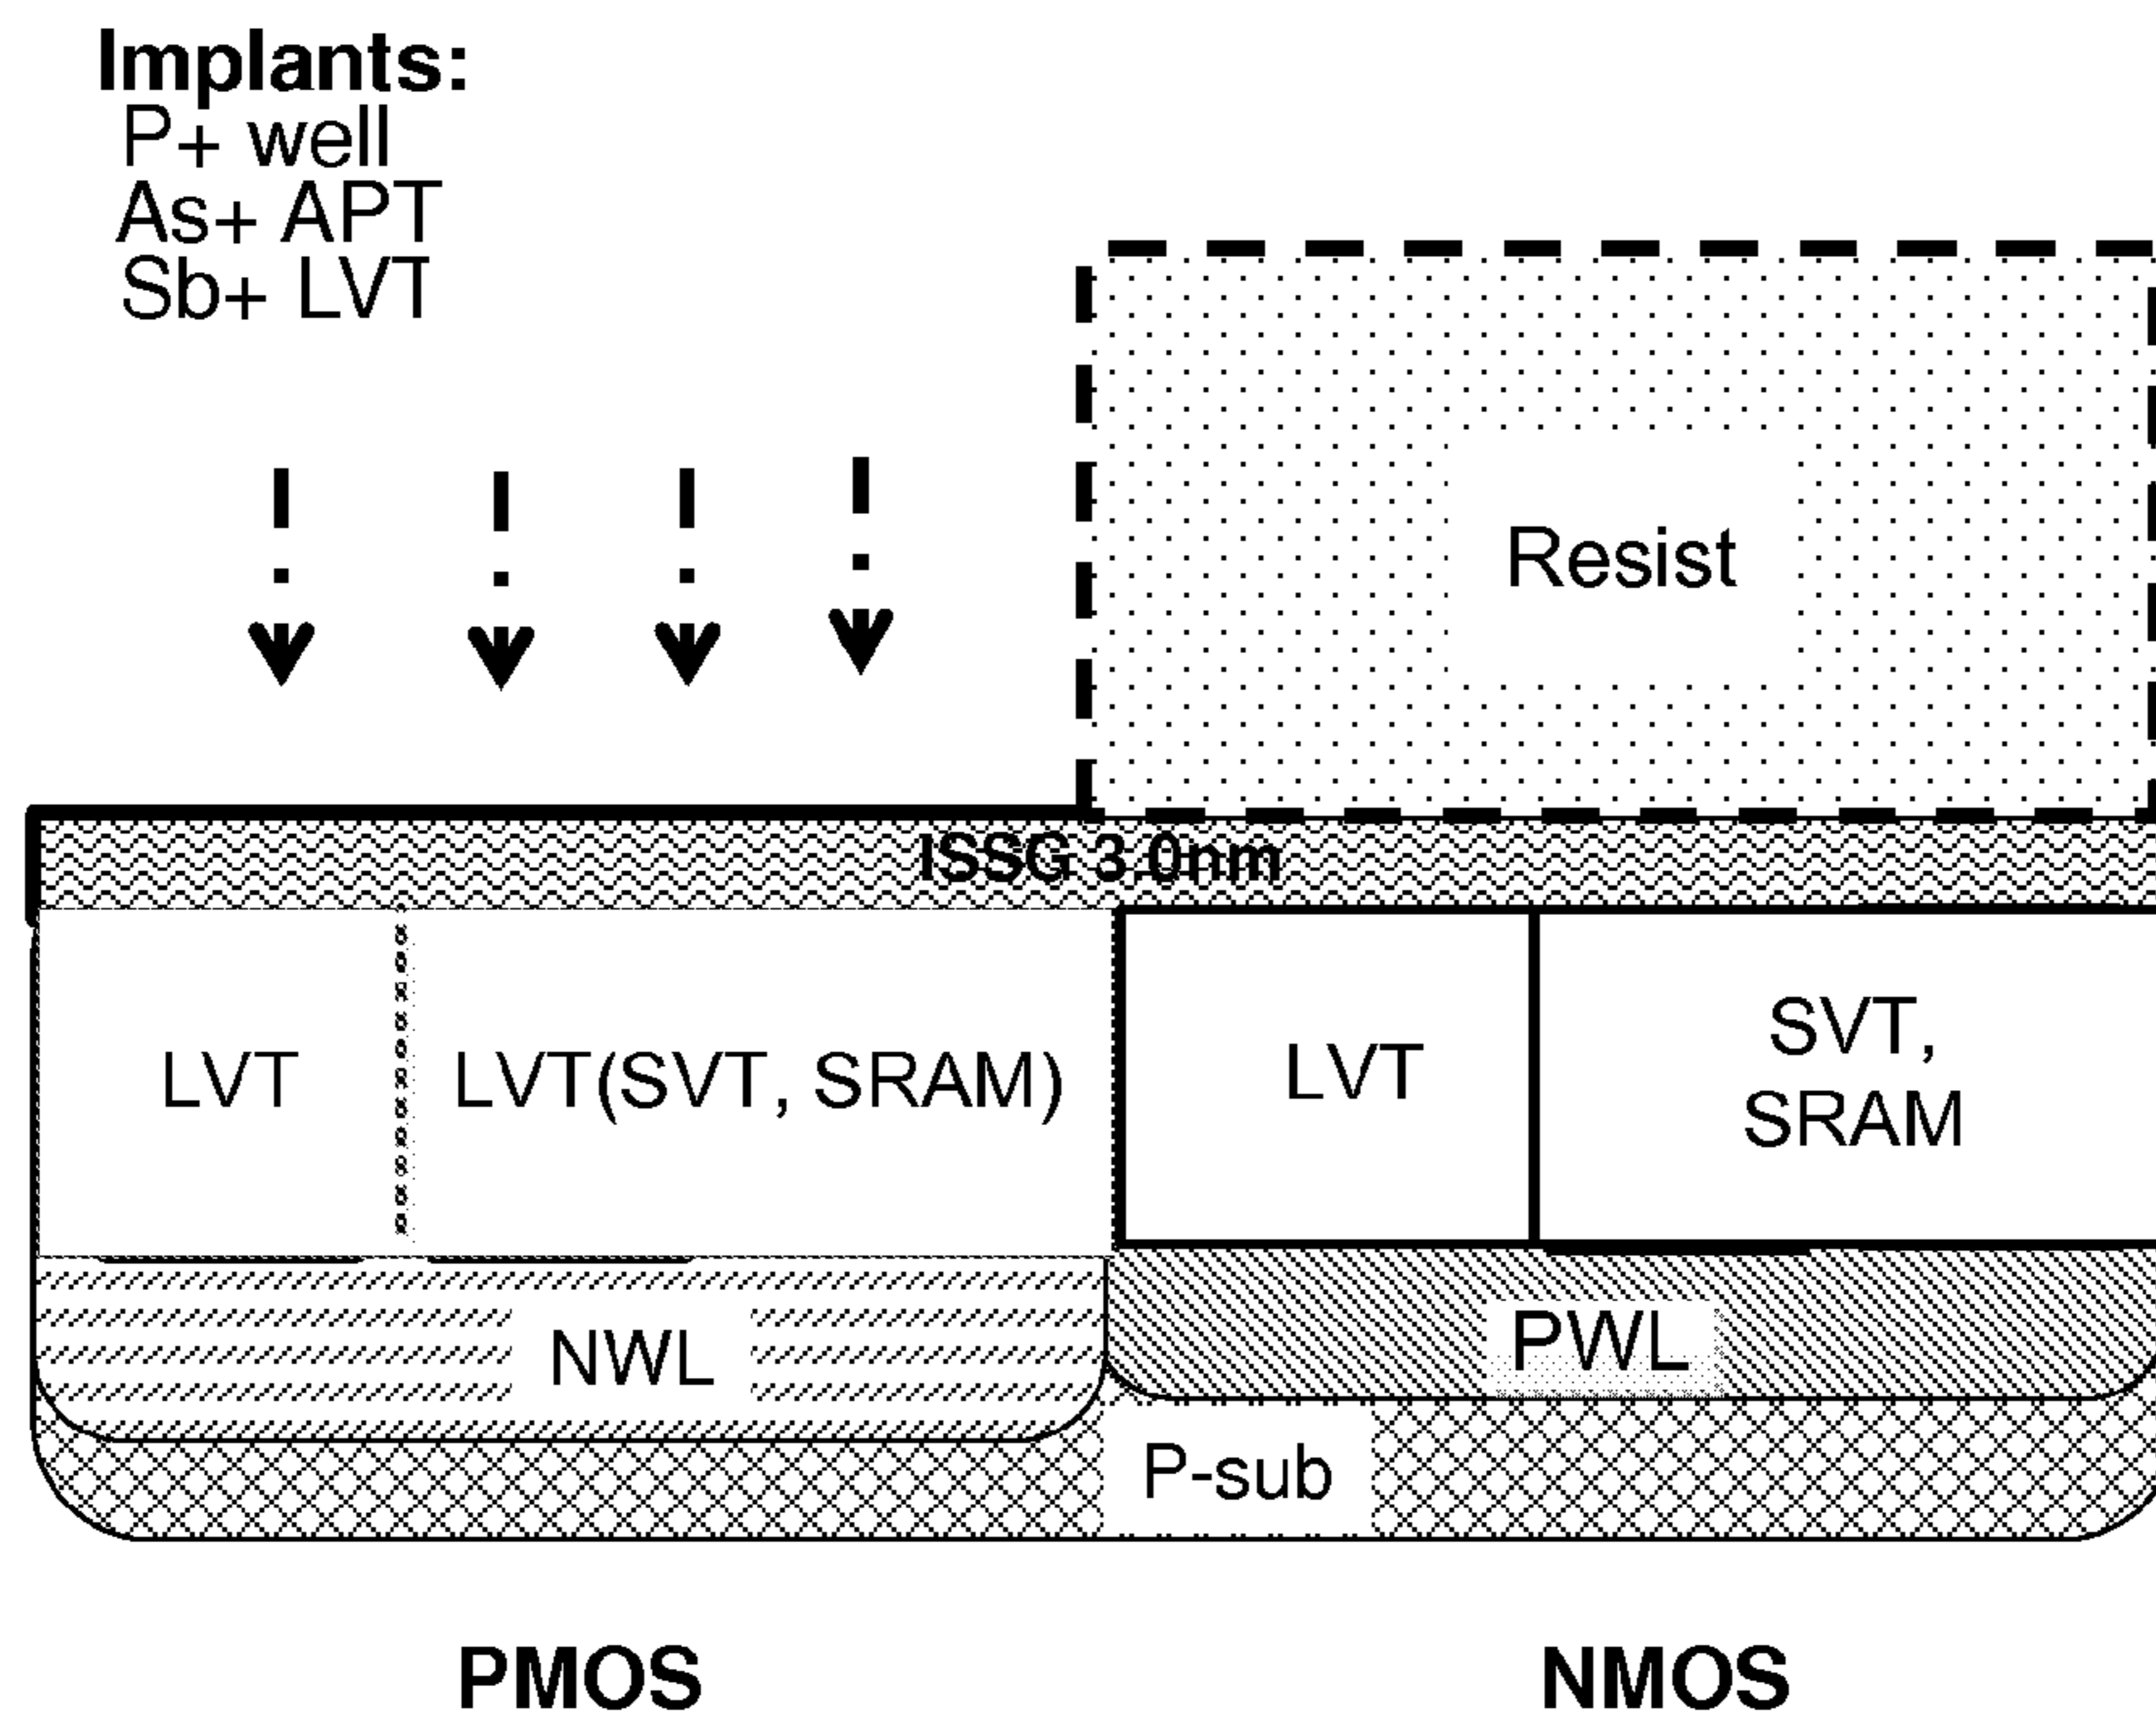 Implants:
P+ well
As+ APT
Sb+ LVT
Resist
ISSG 3.0nm
LVT
LVT(SVT, SRAM)
LVT
SVT,
SRAM
NWL
PWL
P-sub
PMOS
NMOS